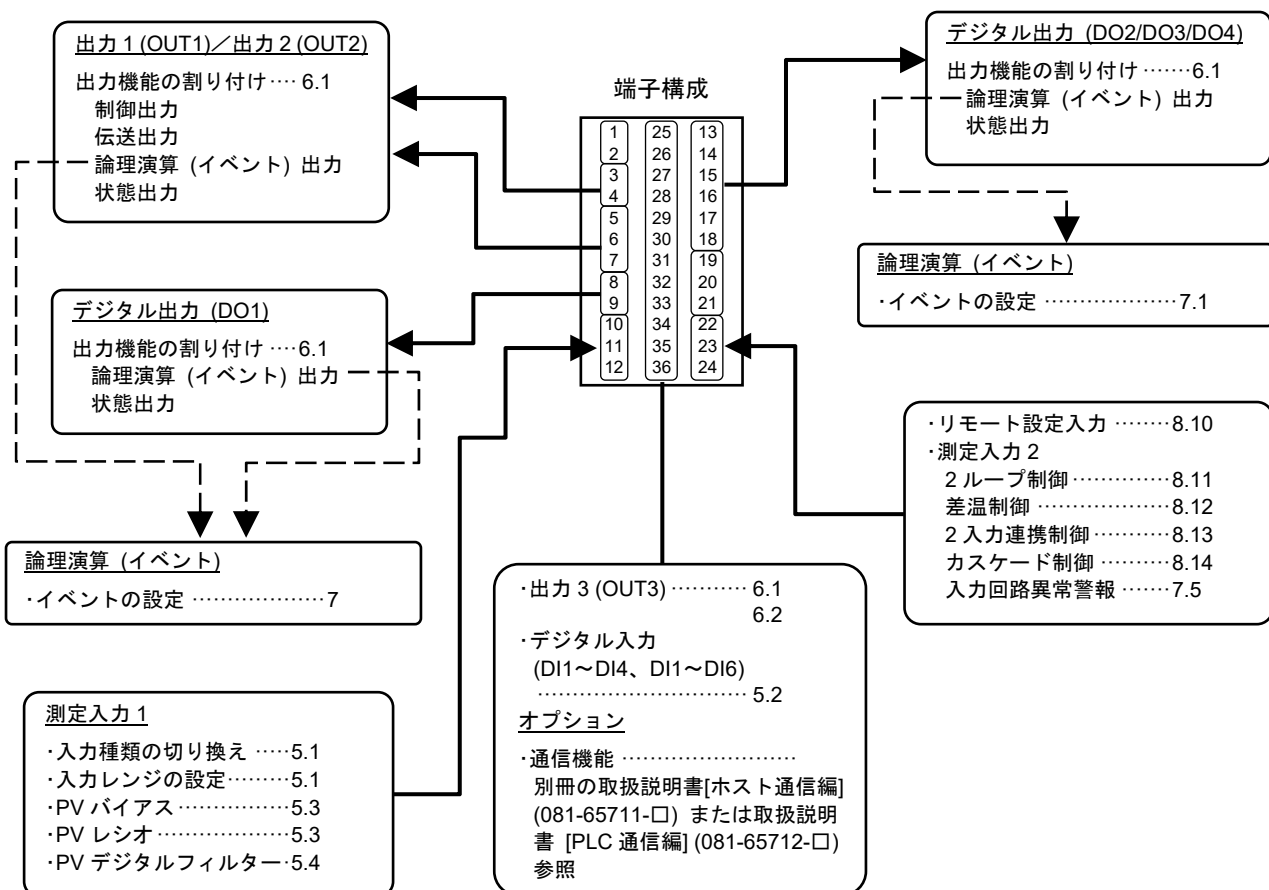 出力 1 (OUT1)／出力 2 (OUT2)
出力機能の割り付け ···· 6.1
制御出力
伝送出力
論理演算 (イベント) 出力
状態出力
デジタル出力 (DO1)
出力機能の割り付け ····6.1
論理演算 (イベント) 出力
状態出力
論理演算 (イベント)
·イベントの設定 ··················7
測定入力 1
·入力種類の切り換え ·····5.1
·入力レンジの設定·········5.1
·PV バイアス················5.3
·PV レシオ··················5.3
·PV デジタルフィルター·5.4
端子構成
1 25 13
2 26 14
3 27 15
4 28 16
5 29 17
6 30 18
7 31 19
8 32 20
9 33 21
10 34 22
11 35 23
12 36 24
·出力 3 (OUT3) ··········· 6.1
6.2
·デジタル入力
(DI1～DI4、DI1～DI6)
······························ 5.2
オプション
·通信機能 ·························
別冊の取扱説明書[ホスト通信編]
(081-65711-□) または取扱説明
書 [PLC 通信編] (081-65712-□)
参照
デジタル出力 (DO2/DO3/DO4)
出力機能の割り付け ·······6.1
論理演算 (イベント) 出力
状態出力
論理演算 (イベント)
·イベントの設定 ···················7.1
·リモート設定入力 ········8.10
·測定入力 2
2 ループ制御··············8.11
差温制御 ··················8.12
2 入力連携制御 ···········8.13
カスケード制御 ···········8.14
入力回路異常警報 ·······7.5